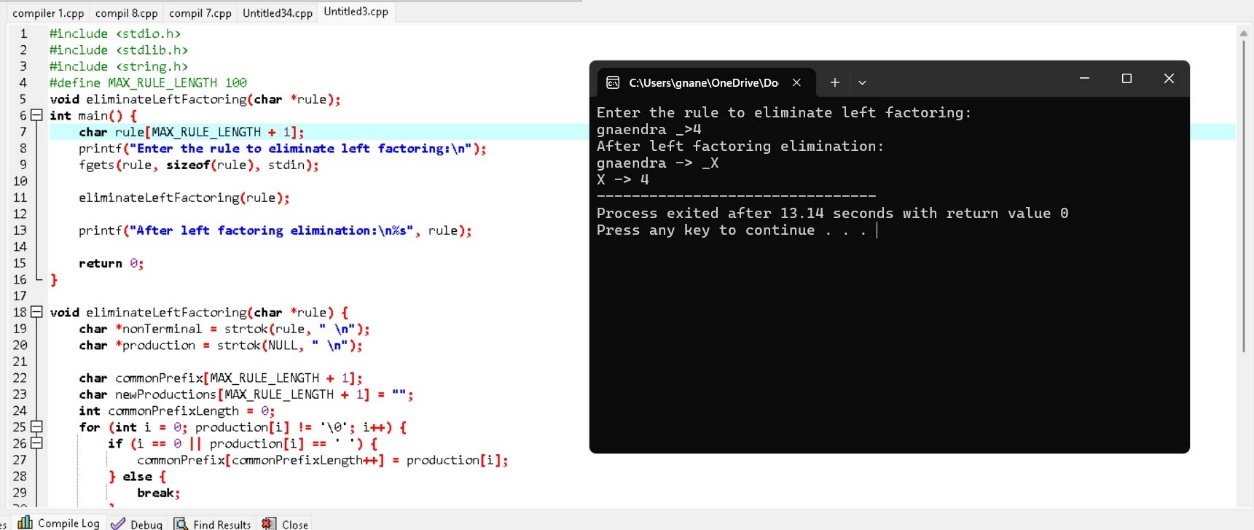 compiler 1.cpp compil 8.cpp compil 7.cpp Untitled34.cpp Untitled3.cpp
1 #include <stdio.h>
2 #include <stdlib.h>
3 #include <string.h>
4 #define MAX_RULE_LENGTH 100
5 void eliminateLeftFactoring(char *rule);
6 int main() {
7 char rule[MAX_RULE_LENGTH + 1];
8 printf("Enter the rule to eliminate left factoring:\n");
9 fgets(rule, sizeof(rule), stdin);
10
11 eliminateLeftFactoring(rule);
12
13 printf("After left factoring elimination:\n%s", rule);
14
15 return 0;
16 }
17
18 void eliminateLeftFactoring(char *rule) {
19 char *nonTerminal = strtok(rule, " \n");
20 char *production = strtok(NULL, " \n");
21
22 char commonPrefix[MAX_RULE_LENGTH + 1];
23 char newProductions[MAX_RULE_LENGTH + 1] = "";
24 int commonPrefixLength = 0;
25 for (int i = 0; production[i] != '\0'; i++) {
26 if (i == 0 || production[i] == ' ') {
27 commonPrefix[commonPrefixLength++] = production[i];
28 } else {
29 break;
C:\Users\gnane\OneDrive\Do
Enter the rule to eliminate left factoring:
gnaendra _>4
After left factoring elimination:
gnaendra -> _X
X -> 4
--------------------------------
Process exited after 13.14 seconds with return value 0
Press any key to continue . . .
Compile Log Debug Find Results Close